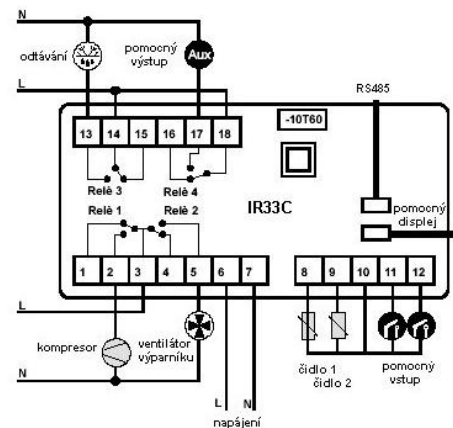 N
odtávání
pomocný
výstup
Aux
L
RS485
13 14 15 16 17 18
-10T60
Relè 3 Relè 4
Relè 1 Relè 2
IR33C
pomocný
displej
1 2 3 4 5 6 7 8 9 10 11 12
L
kompresor
ventilátor
výparníku
čidlo 1
čidlo 2
pomocný
vstup
N
L N
napájení